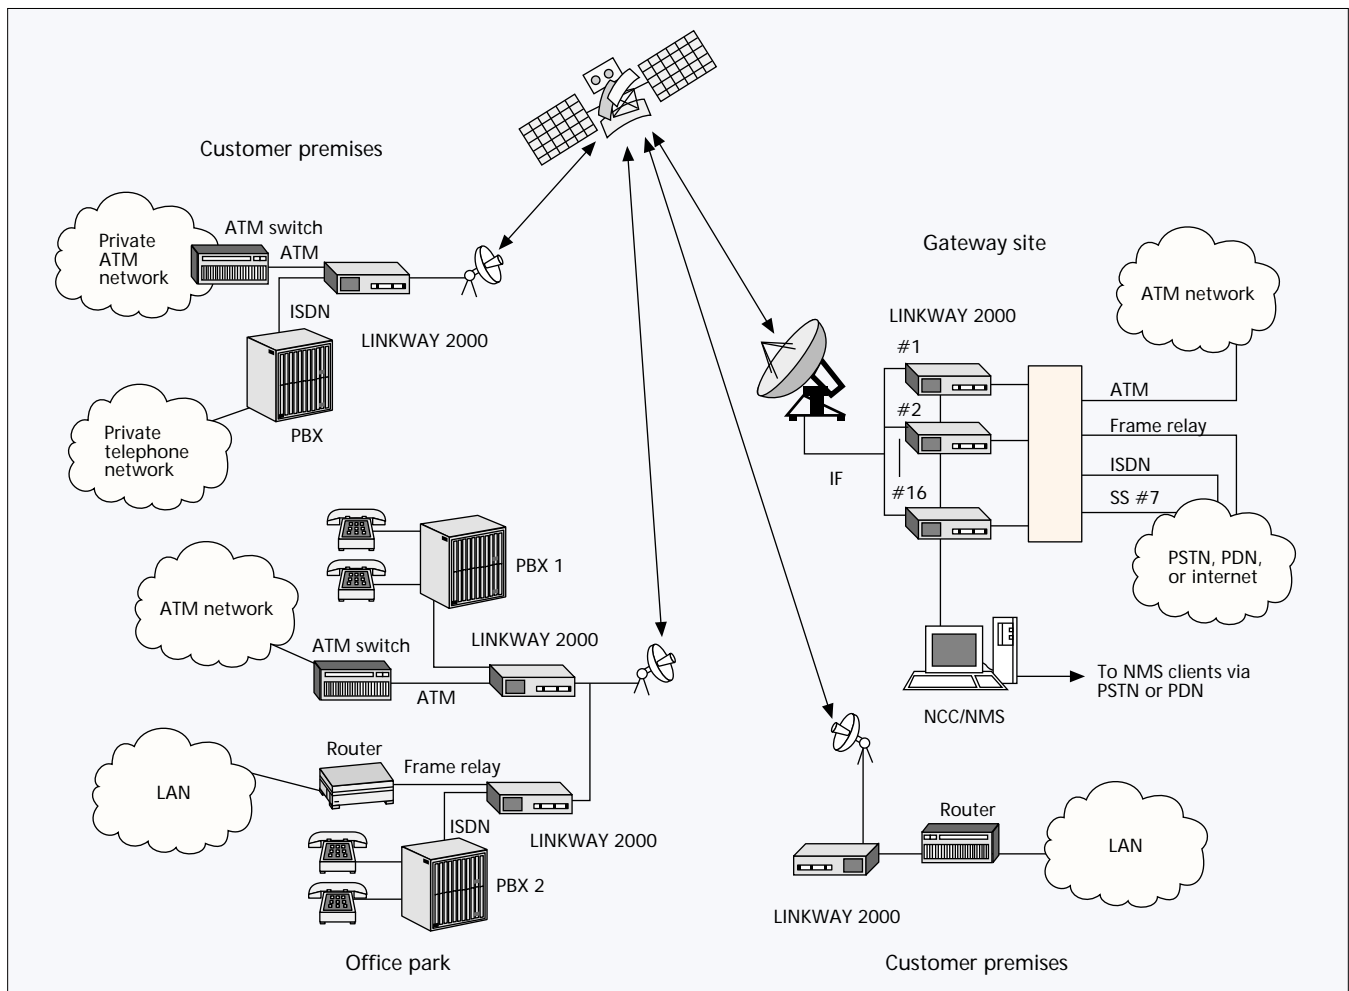 Customer premises
Private
ATM
network
ATM switch
ATM
ISDN
LINKWAY 2000
PBX
Private
telephone
network
Gateway site
LINKWAY 2000
#1
#2
#16
IF
ATM network
ATM
Frame relay
ISDN
SS #7
PSTN, PDN,
or internet
NCC/NMS
To NMS clients via
PSTN or PDN
PBX 1
ATM network
ATM switch
ATM
LINKWAY 2000
LAN
Router
Frame relay
ISDN
LINKWAY 2000
PBX 2
Office park
Router
LAN
LINKWAY 2000
Customer premises